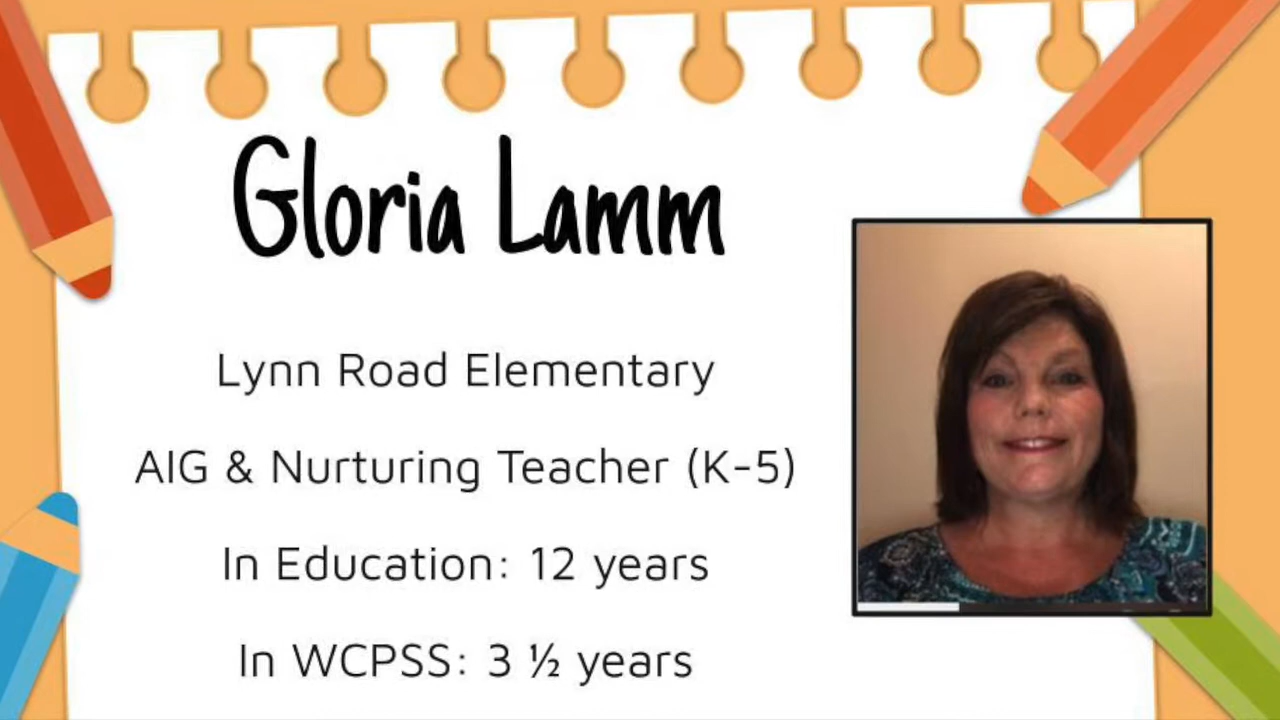 Gloria Lamm
Lynn Road Elementary
AIG & Nurturing Teacher (K-5)
In Education: 12 years
In WCPSS: 3 ½ years